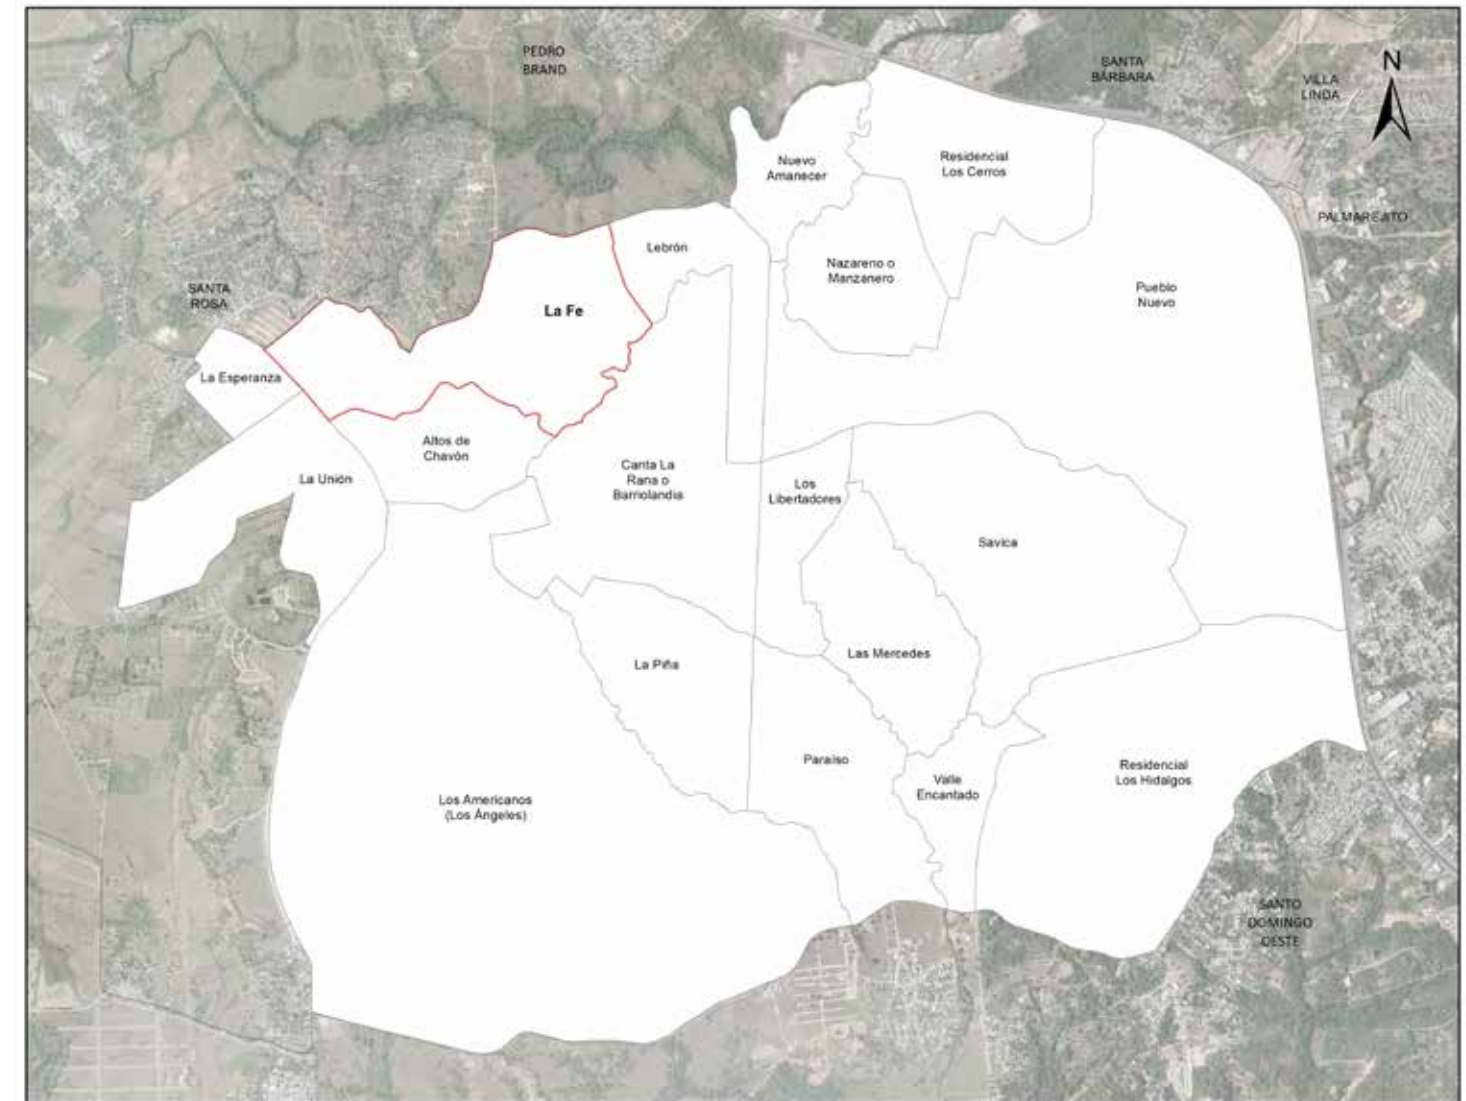 PEDRO
BRAND
SANTA
BÁRBARA
VILLA
LINDA
N
Nuevo
Amanecer
Residencial
Los Cerros
PALMAREJTO
Lebrón
Nazareno o
Manzanero
SANTA
ROSA
Pueblo
Nuevo
La Fe
La Esperanza
Altos de
Chavón
La Unión
Canta La
Rana o
Barriolandia
Los
Libertadores
Savica
Las Mercedes
La Piña
Paraíso
Residencial
Los Hidalgos
Valle
Encantado
Los Americanos
(Los Ángeles)
SANTO
DOMINGO
OESTE